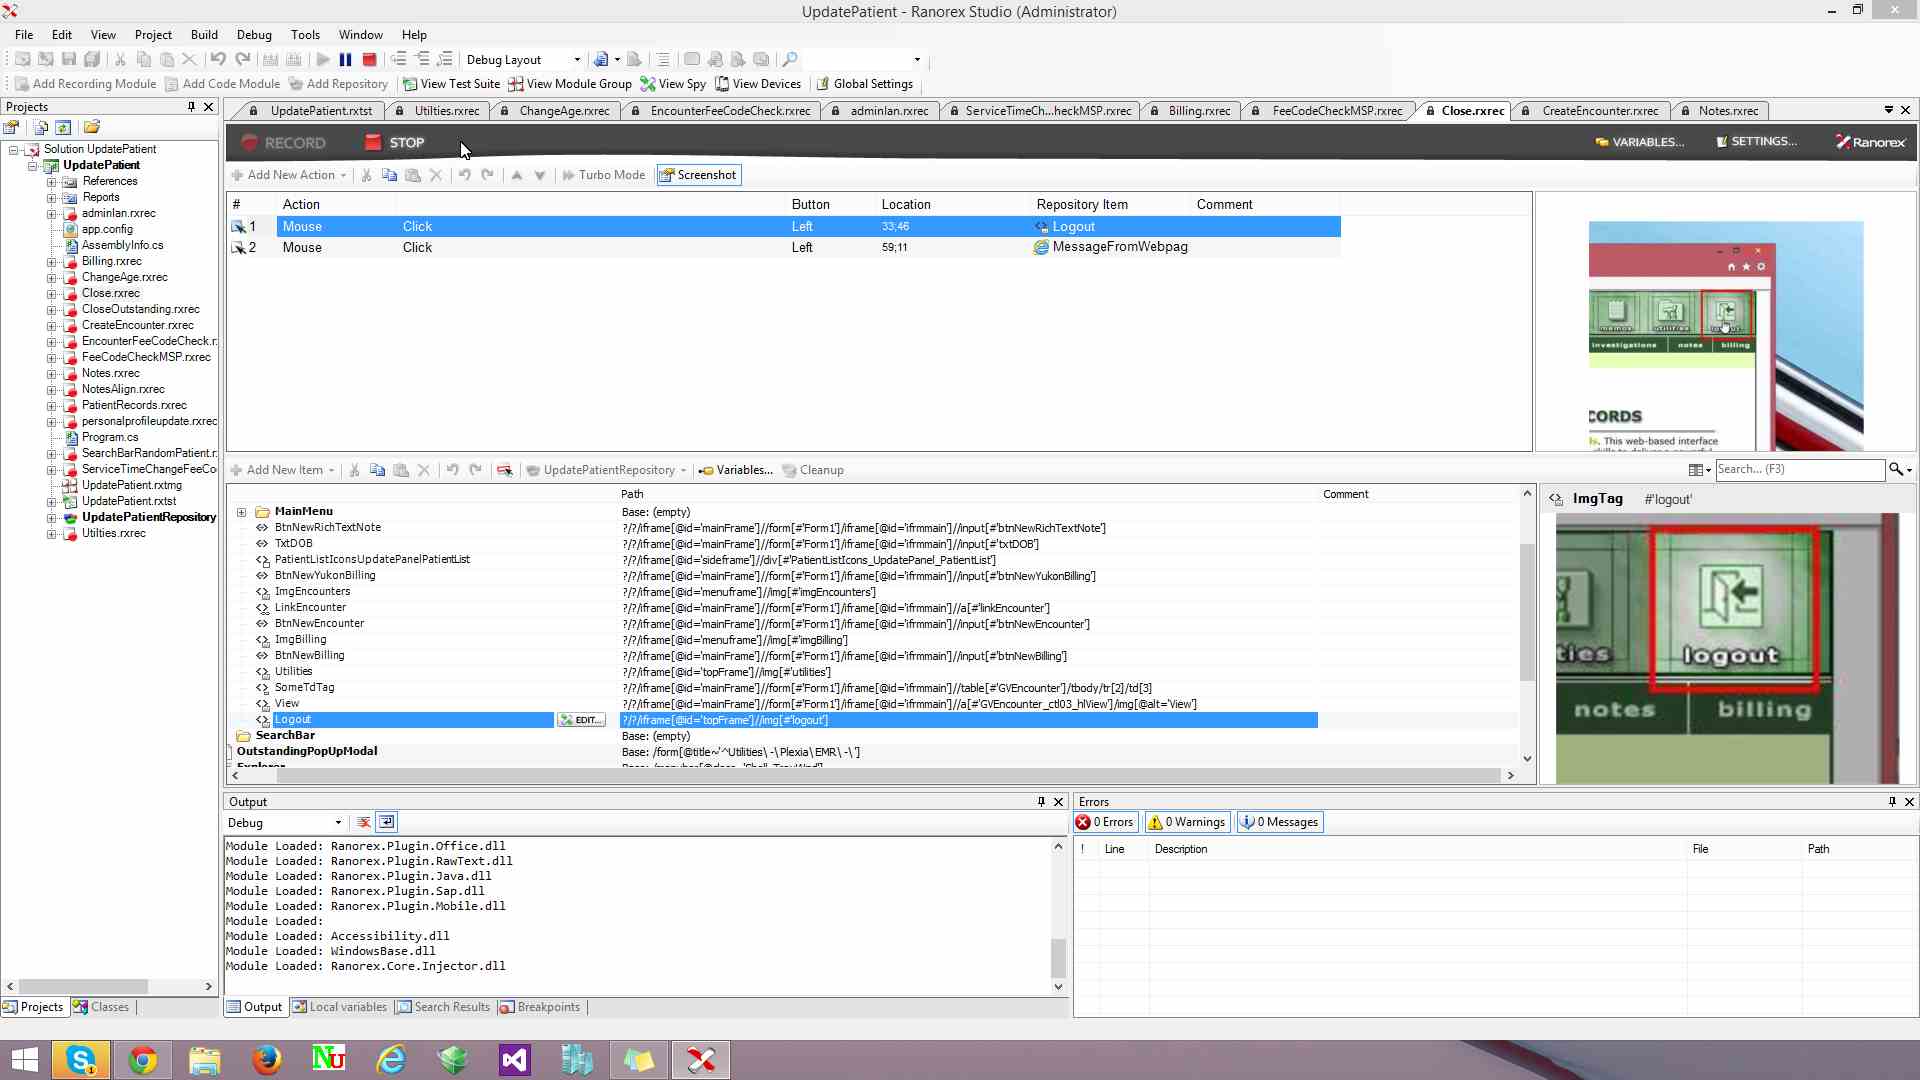 UpdatePatient - Ranorex Studio (Administrator)
File Edit View Project Build Debug Tools Window Help
Debug Layout
Add Recording Module Add Code Module Add Repository View Test Suite View Module Group View Spy View Devices Global Settings
Projects
UpdatePatient.rxtst Utilties.rxrec ChangeAge.rxrec EncounterFeeCodeCheck.rxrec adminlan.rxrec ServiceTimeCh...heckMSP.rxrec Billing.rxrec FeeCodeCheckMSP.rxrec Close.rxrec CreateEncounter.rxrec Notes.rxrec
RECORD STOP VARIABLES... SETTINGS... Ranorex
Solution UpdatePatient
UpdatePatient
References
Reports
adminlan.rxrec
app.config
AssemblyInfo.cs
Billing.rxrec
ChangeAge.rxrec
Close.rxrec
CloseOutstanding.rxrec
CreateEncounter.rxrec
EncounterFeeCodeCheck.r
FeeCodeCheckMSP.rxrec
Notes.rxrec
NotesAlign.rxrec
PatientRecords.rxrec
personalprofileupdate.rxrec
Program.cs
SearchBarRandomPatient.r
ServiceTimeChangeFeeCo
UpdatePatient.rxtmg
UpdatePatient.rxtst
UpdatePatientRepository
Utilties.rxrec
Projects Classes
Add New Action Turbo Mode Screenshot
# Action Button Location Repository Item Comment
1 Mouse Click Left 33;46 Logout
2 Mouse Click Left 59;11 MessageFromWebpag
memos utilities logout
investigations notes billing
CORDS
ls. This web-based interface
Add New Item UpdatePatientRepository Variables... Cleanup Search... (F3)
Path Comment
MainMenu Base: (empty)
BtnNewRichTextNote ?/?/iframe[@id='mainFrame']//form[#'Form1']/iframe[@id='ifrmmain']//input[#'btnNewRichTextNote']
TxtDOB ?/?/iframe[@id='mainFrame']//form[#'Form1']/iframe[@id='ifrmmain']//input[#'txtDOB']
PatientListIconsUpdatePanelPatientList ?/?/iframe[@id='sideframe']//div[#'PatientListIcons_UpdatePanel_PatientList']
BtnNewYukonBilling ?/?/iframe[@id='mainFrame']//form[#'Form1']/iframe[@id='ifrmmain']//input[#'btnNewYukonBilling']
ImgEncounters ?/?/iframe[@id='menuframe']//img[#'imgEncounters']
LinkEncounter ?/?/iframe[@id='mainFrame']//form[#'Form1']/iframe[@id='ifrmmain']//a[#'linkEncounter']
BtnNewEncounter ?/?/iframe[@id='mainFrame']//form[#'Form1']/iframe[@id='ifrmmain']//input[#'btnNewEncounter']
ImgBilling ?/?/iframe[@id='menuframe']//img[#'imgBilling']
BtnNewBilling ?/?/iframe[@id='mainFrame']//form[#'Form1']/iframe[@id='ifrmmain']//input[#'btnNewBilling']
Utilities ?/?/iframe[@id='topFrame']//img[#'utilities']
SomeTdTag ?/?/iframe[@id='mainFrame']//form[#'Form1']/iframe[@id='ifrmmain']//table[#'GVEncounter']/tbody/tr[2]/td[3]
View ?/?/iframe[@id='mainFrame']//form[#'Form1']/iframe[@id='ifrmmain']//a[#'GVEncounter_ctl03_hlView']/img[@alt='View']
Logout EDIT... ?/?/iframe[@id='topFrame']//img[#'logout']
SearchBar Base: (empty)
OutstandingPopUpModal Base: /form[@title~'^Utilities\ -\ Plexia\ EMR\ -\ ']
Explorer
ImgTag #'logout'
ties logout
notes billing
Output
Debug
Module Loaded: Ranorex.Plugin.Office.dll
Module Loaded: Ranorex.Plugin.RawText.dll
Module Loaded: Ranorex.Plugin.Java.dll
Module Loaded: Ranorex.Plugin.Sap.dll
Module Loaded: Ranorex.Plugin.Mobile.dll
Module Loaded:
Module Loaded: Accessibility.dll
Module Loaded: WindowsBase.dll
Module Loaded: Ranorex.Core.Injector.dll
Output Local variables Search Results Breakpoints
Errors
0 Errors 0 Warnings 0 Messages
! Line Description File Path
Nu